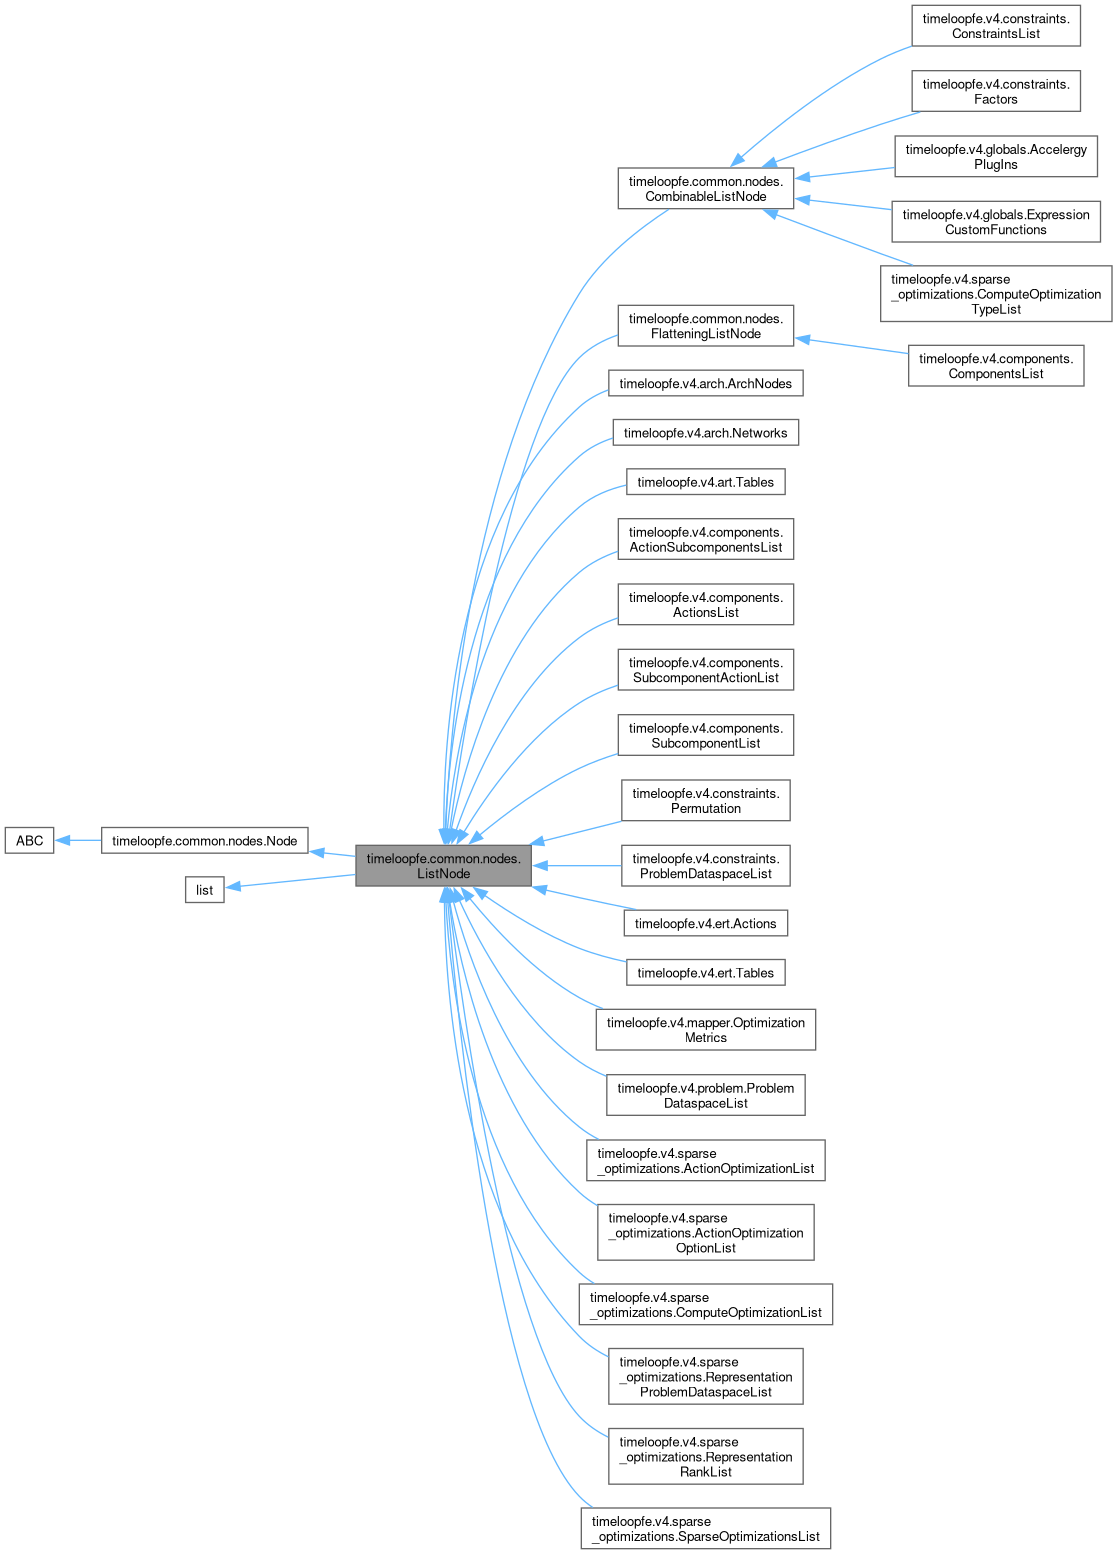 timeloopfe.v4.constraints.
ConstraintsList
timeloopfe.v4.constraints.
Factors
timeloopfe.v4.globals.Accelergy
PlugIns
timeloopfe.common.nodes.
CombinableListNode
timeloopfe.v4.globals.Expression
CustomFunctions
timeloopfe.v4.sparse
_optimizations.ComputeOptimization
TypeList
timeloopfe.common.nodes.
FlatteningListNode
timeloopfe.v4.components.
ComponentsList
timeloopfe.v4.arch.ArchNodes
timeloopfe.v4.arch.Networks
timeloopfe.v4.art.Tables
timeloopfe.v4.components.
ActionSubcomponentsList
timeloopfe.v4.components.
ActionsList
timeloopfe.v4.components.
SubcomponentActionList
timeloopfe.v4.components.
SubcomponentList
timeloopfe.v4.constraints.
Permutation
ABC
timeloopfe.common.nodes.Node
list
timeloopfe.common.nodes.
ListNode
timeloopfe.v4.constraints.
ProblemDataspaceList
timeloopfe.v4.ert.Actions
timeloopfe.v4.ert.Tables
timeloopfe.v4.mapper.Optimization
Metrics
timeloopfe.v4.problem.Problem
DataspaceList
timeloopfe.v4.sparse
_optimizations.ActionOptimizationList
timeloopfe.v4.sparse
_optimizations.ActionOptimization
OptionList
timeloopfe.v4.sparse
_optimizations.ComputeOptimizationList
timeloopfe.v4.sparse
_optimizations.Representation
ProblemDataspaceList
timeloopfe.v4.sparse
_optimizations.Representation
RankList
timeloopfe.v4.sparse
_optimizations.SparseOptimizationsList